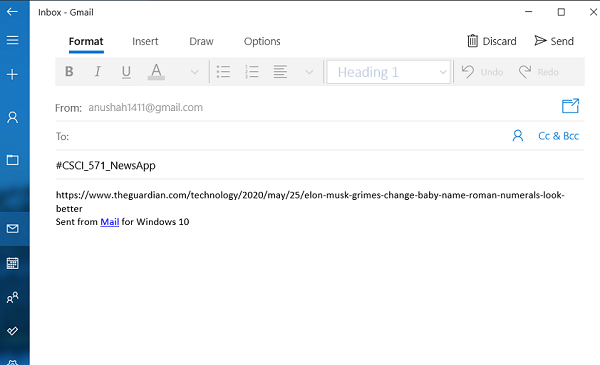 Inbox - Gmail
Format Insert Draw Options Discard Send
B I U A Heading 1 Undo Redo
From: anushah1411@gmail.com
To: Cc & Bcc
#CSCI_571_NewsApp
https://www.theguardian.com/technology/2020/may/25/elon-musk-grimes-change-baby-name-roman-numerals-look-
better
Sent from Mail for Windows 10